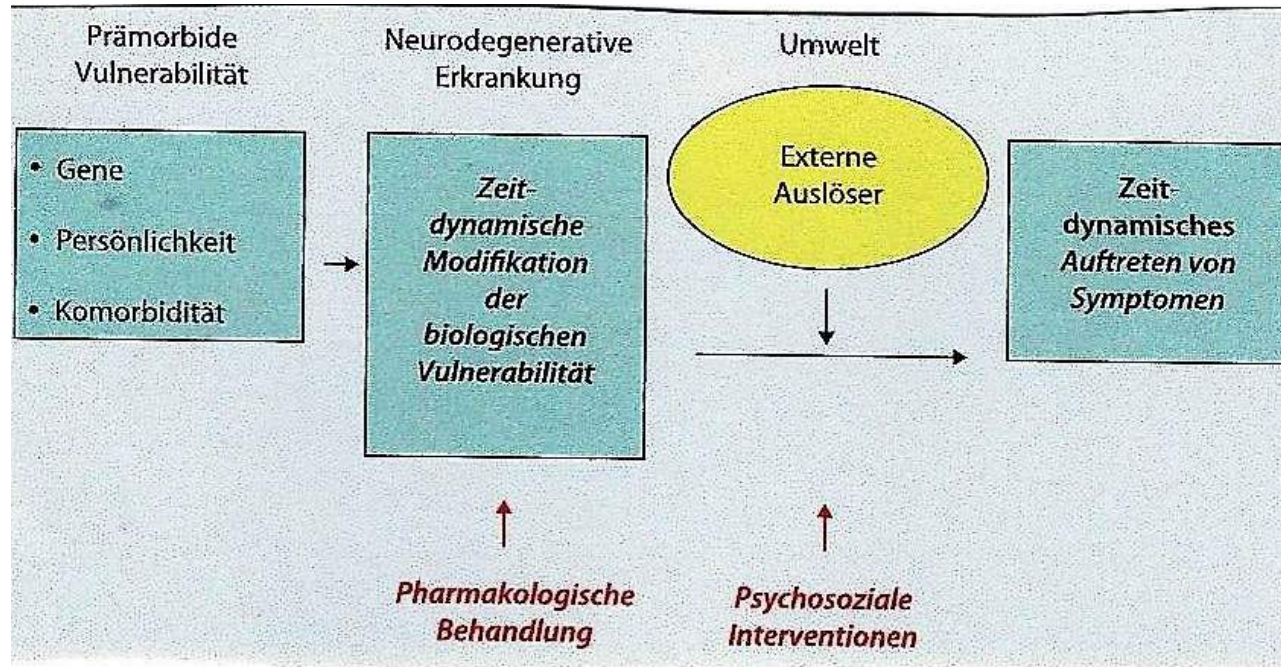 Prämorbide
Vulnerabilität
Neurodegenerative
Erkrankung
Umwelt
• Gene
• Persönlichkeit
• Komorbidität
Zeit-
dynamische
Modifikation
der
biologischen
Vulnerabilität
Externe
Auslöser
Zeit-
dynamisches
Auftreten von
Symptomen
Pharmakologische
Behandlung
Psychosoziale
Interventionen